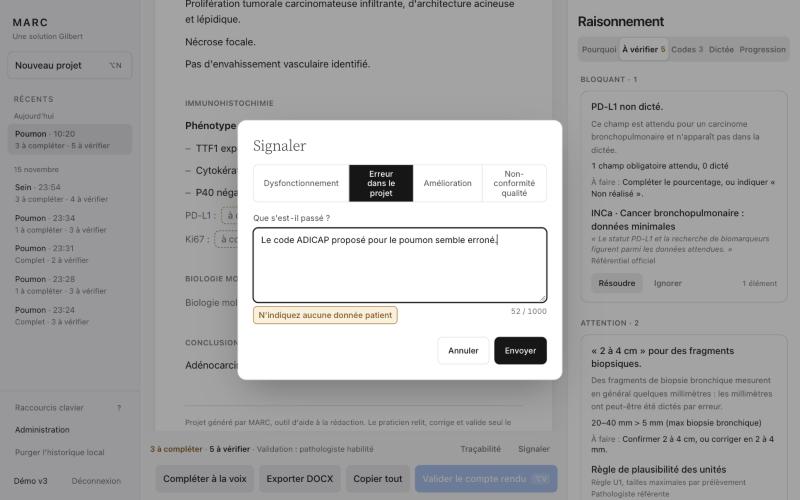 MARC
Une solution Gilbert
Nouveau projet ⌥N
RÉCENTS
Aujourd'hui
Poumon · 10:20
3 à compléter · 5 à vérifier
15 novembre
Sein · 23:54
3 à compléter · 4 à vérifier
Poumon · 23:34
1 à compléter · 3 à vérifier
Poumon · 23:31
Complet · 2 à vérifier
Poumon · 23:28
1 à compléter · 3 à vérifier
Poumon · 23:24
Complet · 3 à vérifier
Raccourcis clavier ?
Administration
Purger l'historique local
Démo v3 Déconnexion
Prolifération tumorale carcinomateuse infiltrante, d'architecture acineuse
et lépidique.
Nécrose focale.
Pas d'envahissement vasculaire identifié.
IMMUNOHISTOCHIMIE
Phénotype
– TTF1
– Cytokérat
– P40
PD-L1 :
Ki67 :
BIOLOGIE
Biologie
CONCLUSION
Projet généré par MARC, outil d'aide à la rédaction. Le praticien relit, corrige et valide seul le
Signaler
Dysfonctionnement
Erreur
dans le
projet
Amélioration
Non-
conformité
qualité
Que s'est-il passé ?
Le code ADICAP proposé pour le poumon semble erroné.
N'indiquez aucune donnée patient
52 / 1000
Annuler
Envoyer
3 à compléter · 5 à vérifier · Validation : pathologiste habilité
Traçabilité
Signaler
Compléter à la voix
Exporter DOCX
Copier tout
Valider le compte rendu ⌥V
Raisonnement
Pourquoi
À vérifier 5
Codes 3
Dictée
Progression
BLOQUANT · 1
PD-L1 non dicté.
Ce champ est attendu pour un carcinome
bronchopulmonaire et n'apparaît pas dans la
dictée.
1 champ obligatoire attendu, 0 dicté
À faire : Compléter le pourcentage, ou indiquer «
Non réalisé ».
INCa · Cancer bronchopulmonaire :
données minimales
« Le statut PD-L1 et la recherche de biomarqueurs
figurent parmi les données attendues. »
Référentiel officiel
Résoudre
Ignorer
1 élément
ATTENTION · 2
« 2 à 4 cm » pour des fragments
biopsiques.
Des fragments de biopsie bronchique mesurent
en général quelques millimètres : les millimètres
ont peut-être été dictés par erreur.
20–40 mm > 5 mm (max biopsie bronchique)
À faire : Confirmer 2 à 4 cm, ou corriger en 2 à 4
mm.
Règle de plausibilité des unités
Règle U1, tailles maximales par prélèvement
Pathologiste référente